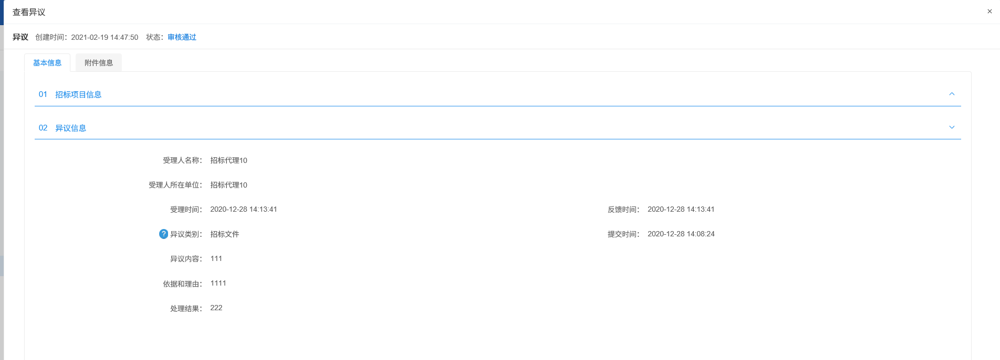 查看异议
异议 创建时间：2021-02-19 14:47:50 状态：审核通过
基本信息 附件信息
01 招标项目信息
02 异议信息
受理人名称： 招标代理10
受理人所在单位： 招标代理10
受理时间： 2020-12-28 14:13:41 反馈时间： 2020-12-28 14:13:41
? 异议类别： 招标文件 提交时间： 2020-12-28 14:08:24
异议内容： 111
依据和理由： 1111
处理结果： 222